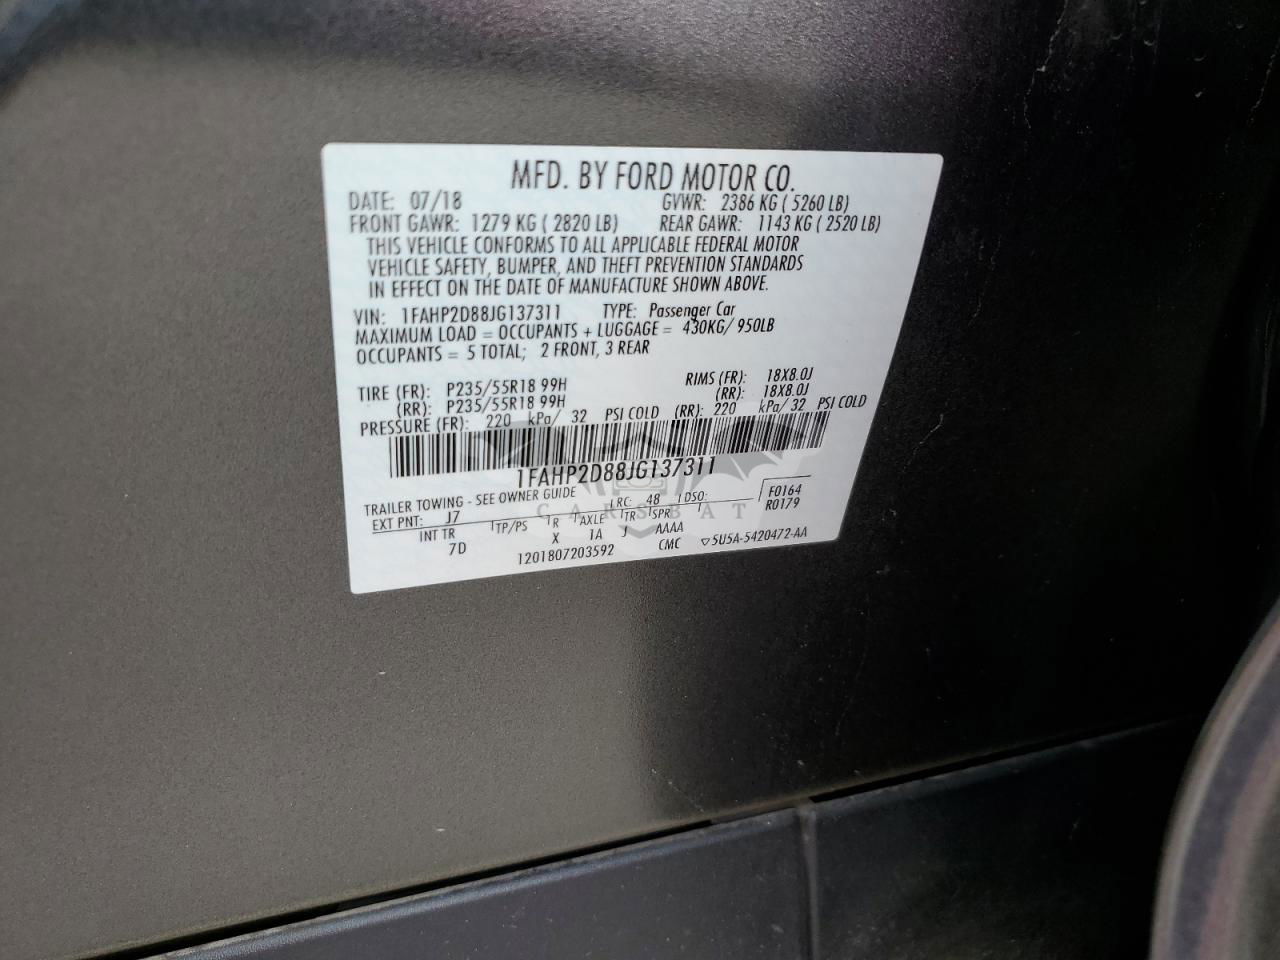 MFD. BY FORD MOTOR CO.
DATE: 07/18 GVWR: 2386 KG ( 5260 LB)
FRONT GAWR: 1279 KG ( 2820 LB) REAR GAWR: 1143 KG ( 2520 LB)
THIS VEHICLE CONFORMS TO ALL APPLICABLE FEDERAL MOTOR
VEHICLE SAFETY, BUMPER, AND THEFT PREVENTION STANDARDS
IN EFFECT ON THE DATE OF MANUFACTURE SHOWN ABOVE.
VIN: 1FAHP2D88JG137311 TYPE: Passenger Car
MAXIMUM LOAD = OCCUPANTS + LUGGAGE = 430KG/ 950LB
OCCUPANTS = 5 TOTAL; 2 FRONT, 3 REAR
TIRE (FR): P235/55R18 99H RIMS (FR): 18X8.0J
(RR): P235/55R18 99H (RR): 18X8.0J
PRESSURE (FR): 220 kPa/ 32 PSI COLD (RR): 220 kPa/ 32 PSI COLD
1FAHP2D88JG137311
TRAILER TOWING - SEE OWNER GUIDE F0164
EXT PNT: J7 RC: 48 DSO: R0179
CARSBAT
INT TR TP/PS R AXLE TR SPR
7D X 1A J AAAA
1201807203592 CMC 5U5A-5420472-AA